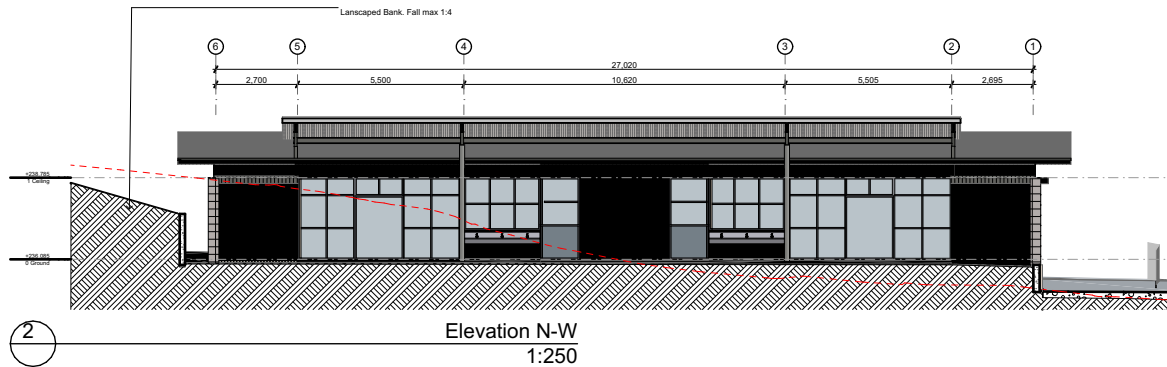 Lanscaped Bank. Fall max 1:4
6 5 4 3 2 1
27,020
2,700 5,500 10,620 5,505 2,695
+238,785
1 Ceiling
+236,085
0 Ground
2
Elevation N-W
1:250